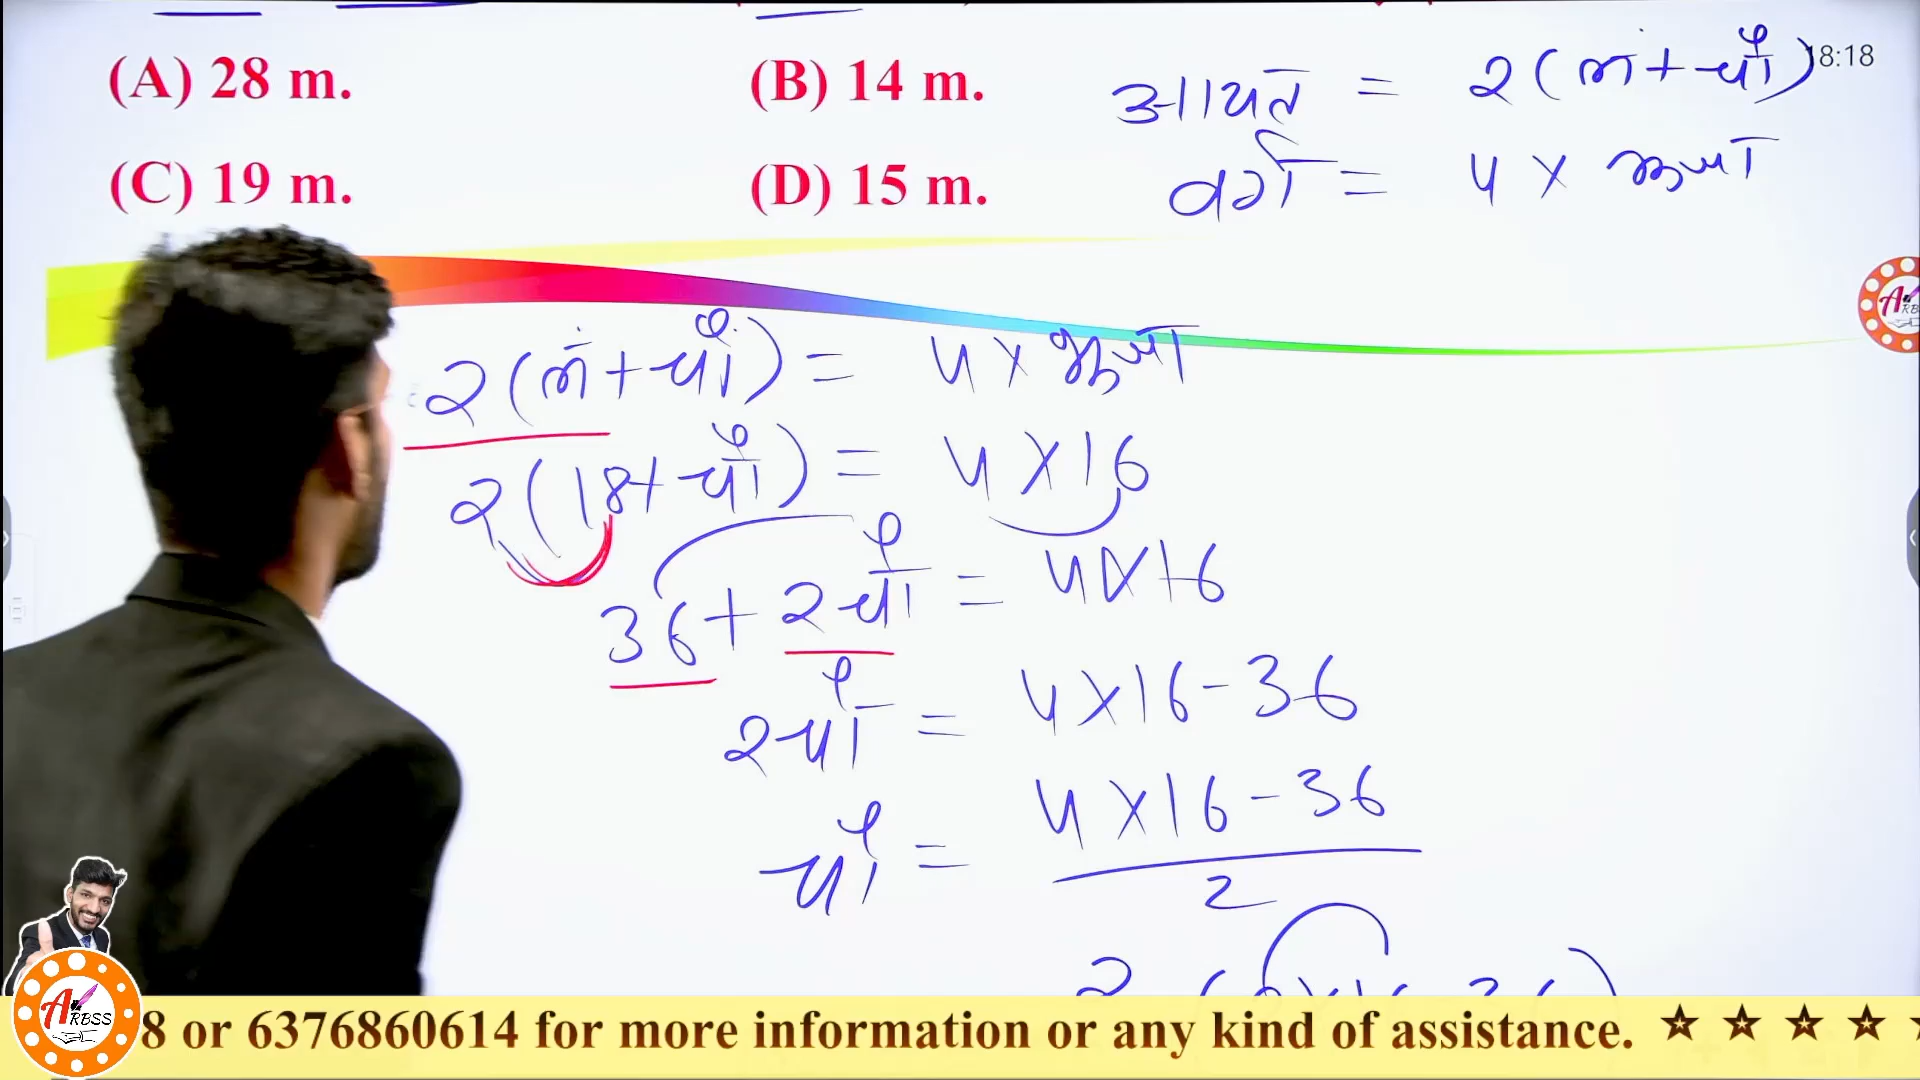 (A) 28 m.
(B) 14 m.
(C) 19 m.
(D) 15 m.
18:18
आयत = 2(लं + चौ)
वर्ग = 4 × भुजा
2(लं + चौ) = 4 × भुजा
2(18 + चौ) = 4 × 16
36 + 2चौ = 4 × 16
2चौ = 4 × 16 - 36
चौ = 4 × 16 - 36
2
ARBSS
8 or 6376860614 for more information or any kind of assistance. ☆ ☆ ☆ ☆